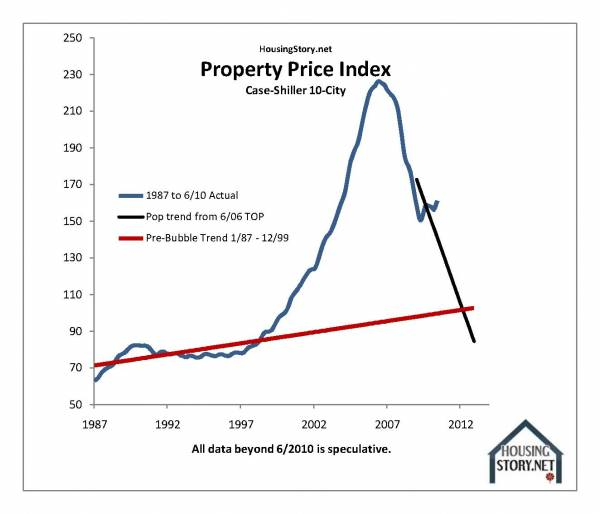 HousingStory.net
Property Price Index
Case-Shiller 10-City
250
230
210
190
170
150
130
110
90
70
50
1987 to 6/10 Actual
Pop trend from 6/06 TOP
Pre-Bubble Trend 1/87 - 12/99
1987 1992 1997 2002 2007 2012
All data beyond 6/2010 is speculative.
HOUSING
STORY.NET